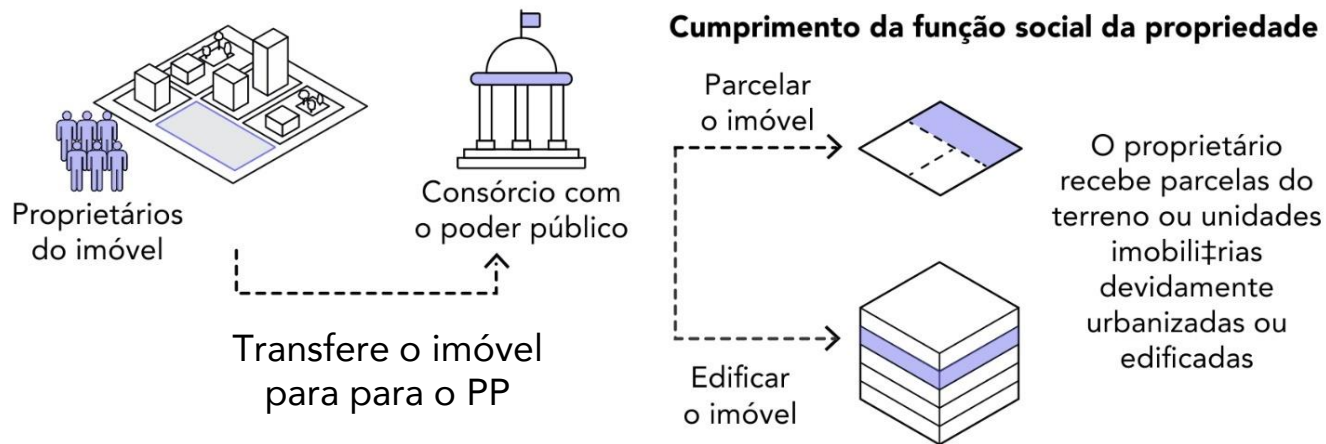 Proprietários
do imóvel
Consórcio com
o poder público
Transfere o imóvel
para para o PP
Cumprimento da função social da propriedade
Parcelar
o imóvel
Edificar
o imóvel
O proprietário
recebe parcelas do
terreno ou unidades
imobili‡rias
devidamente
urbanizadas ou
edificadas